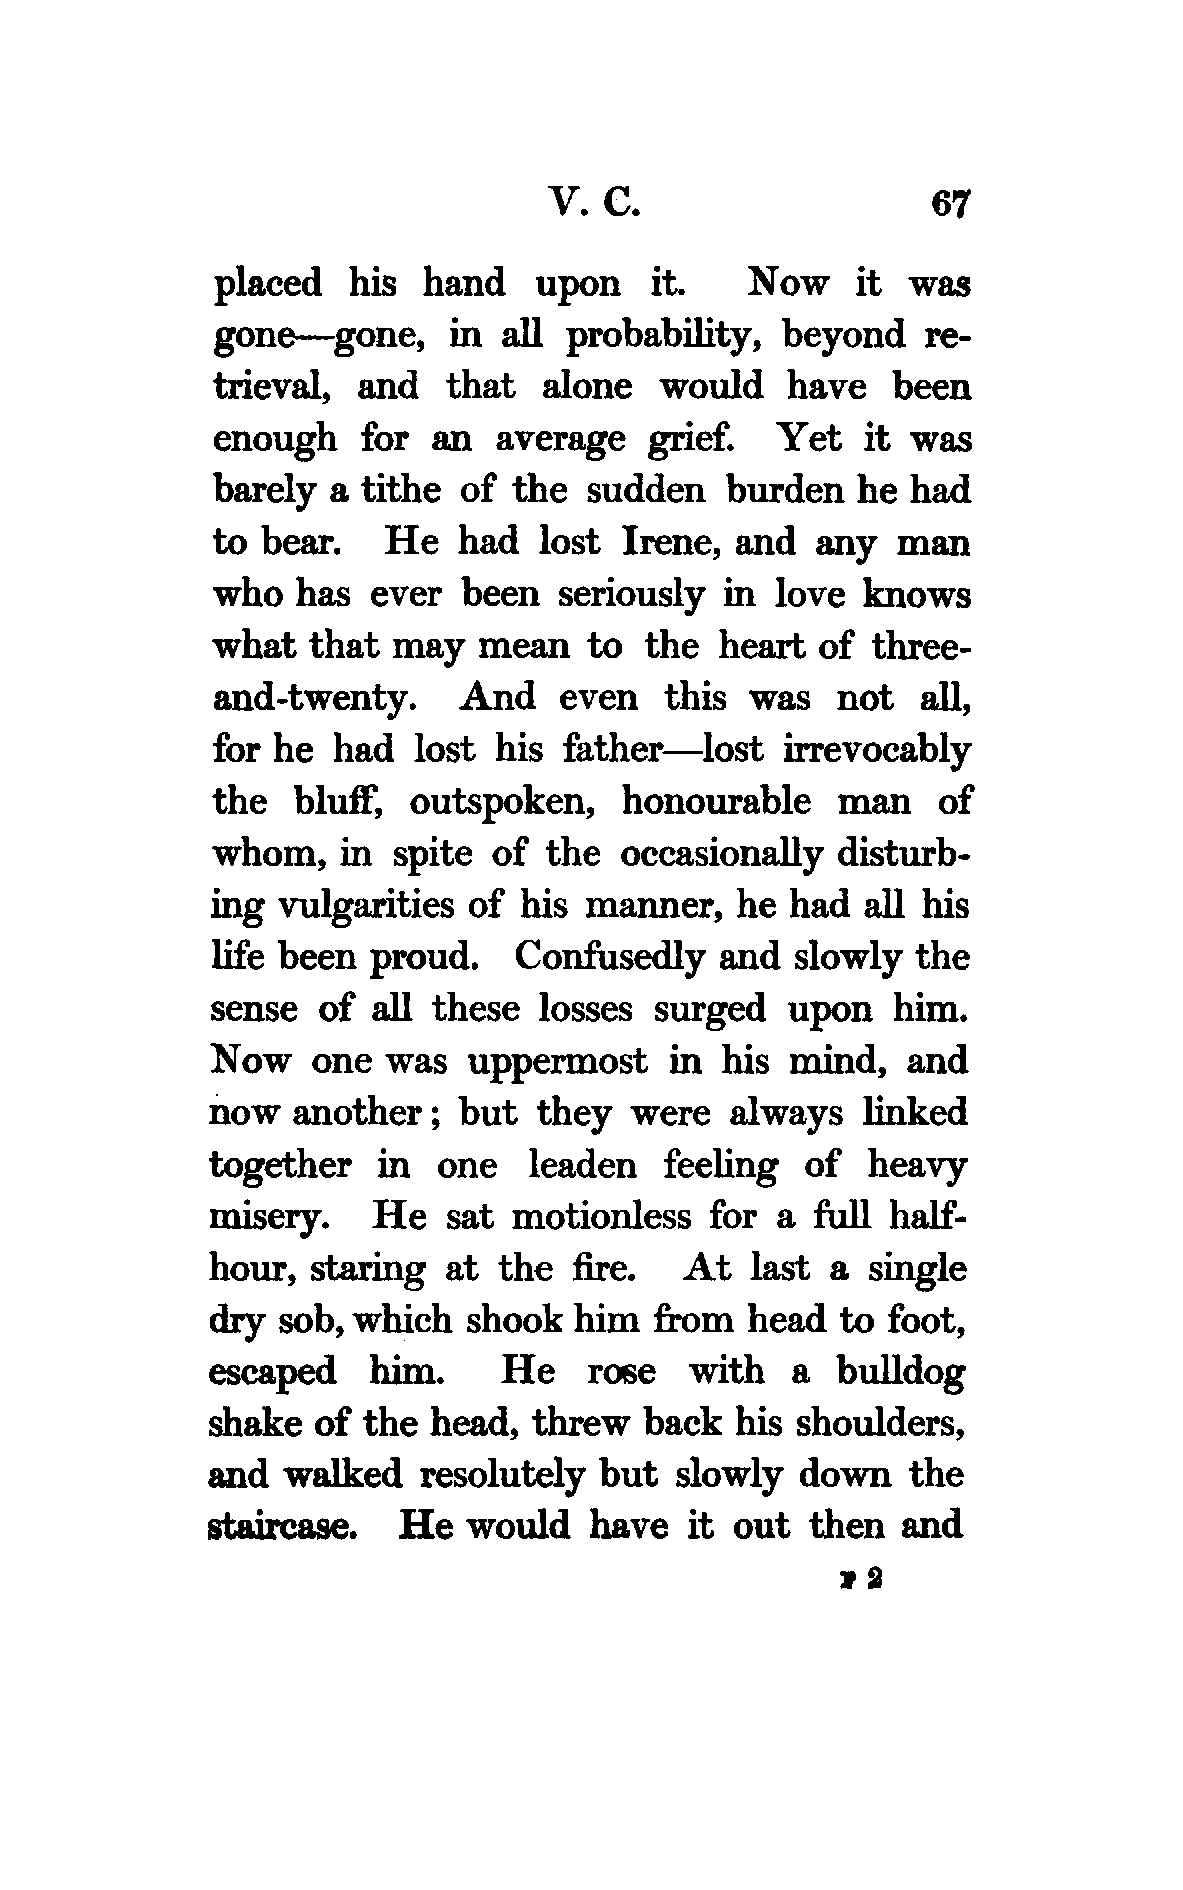 V. C. 67
placed his hand upon it. Now it was
gone—gone, in all probability, beyond re-
trieval, and that alone would have been
enough for an average grief. Yet it was
barely a tithe of the sudden burden he had
to bear. He had lost Irene, and any man
who has ever been seriously in love knows
what that may mean to the heart of three-
and-twenty. And even this was not all,
for he had lost his father—lost irrevocably
the bluff, outspoken, honourable man of
whom, in spite of the occasionally disturb-
ing vulgarities of his manner, he had all his
life been proud. Confusedly and slowly the
sense of all these losses surged upon him.
Now one was uppermost in his mind, and
now another; but they were always linked
together in one leaden feeling of heavy
misery. He sat motionless for a full half-
hour, staring at the fire. At last a single
dry sob, which shook him from head to foot,
escaped him. He rose with a bulldog
shake of the head, threw back his shoulders,
and walked resolutely but slowly down the
staircase. He would have it out then and
F 2